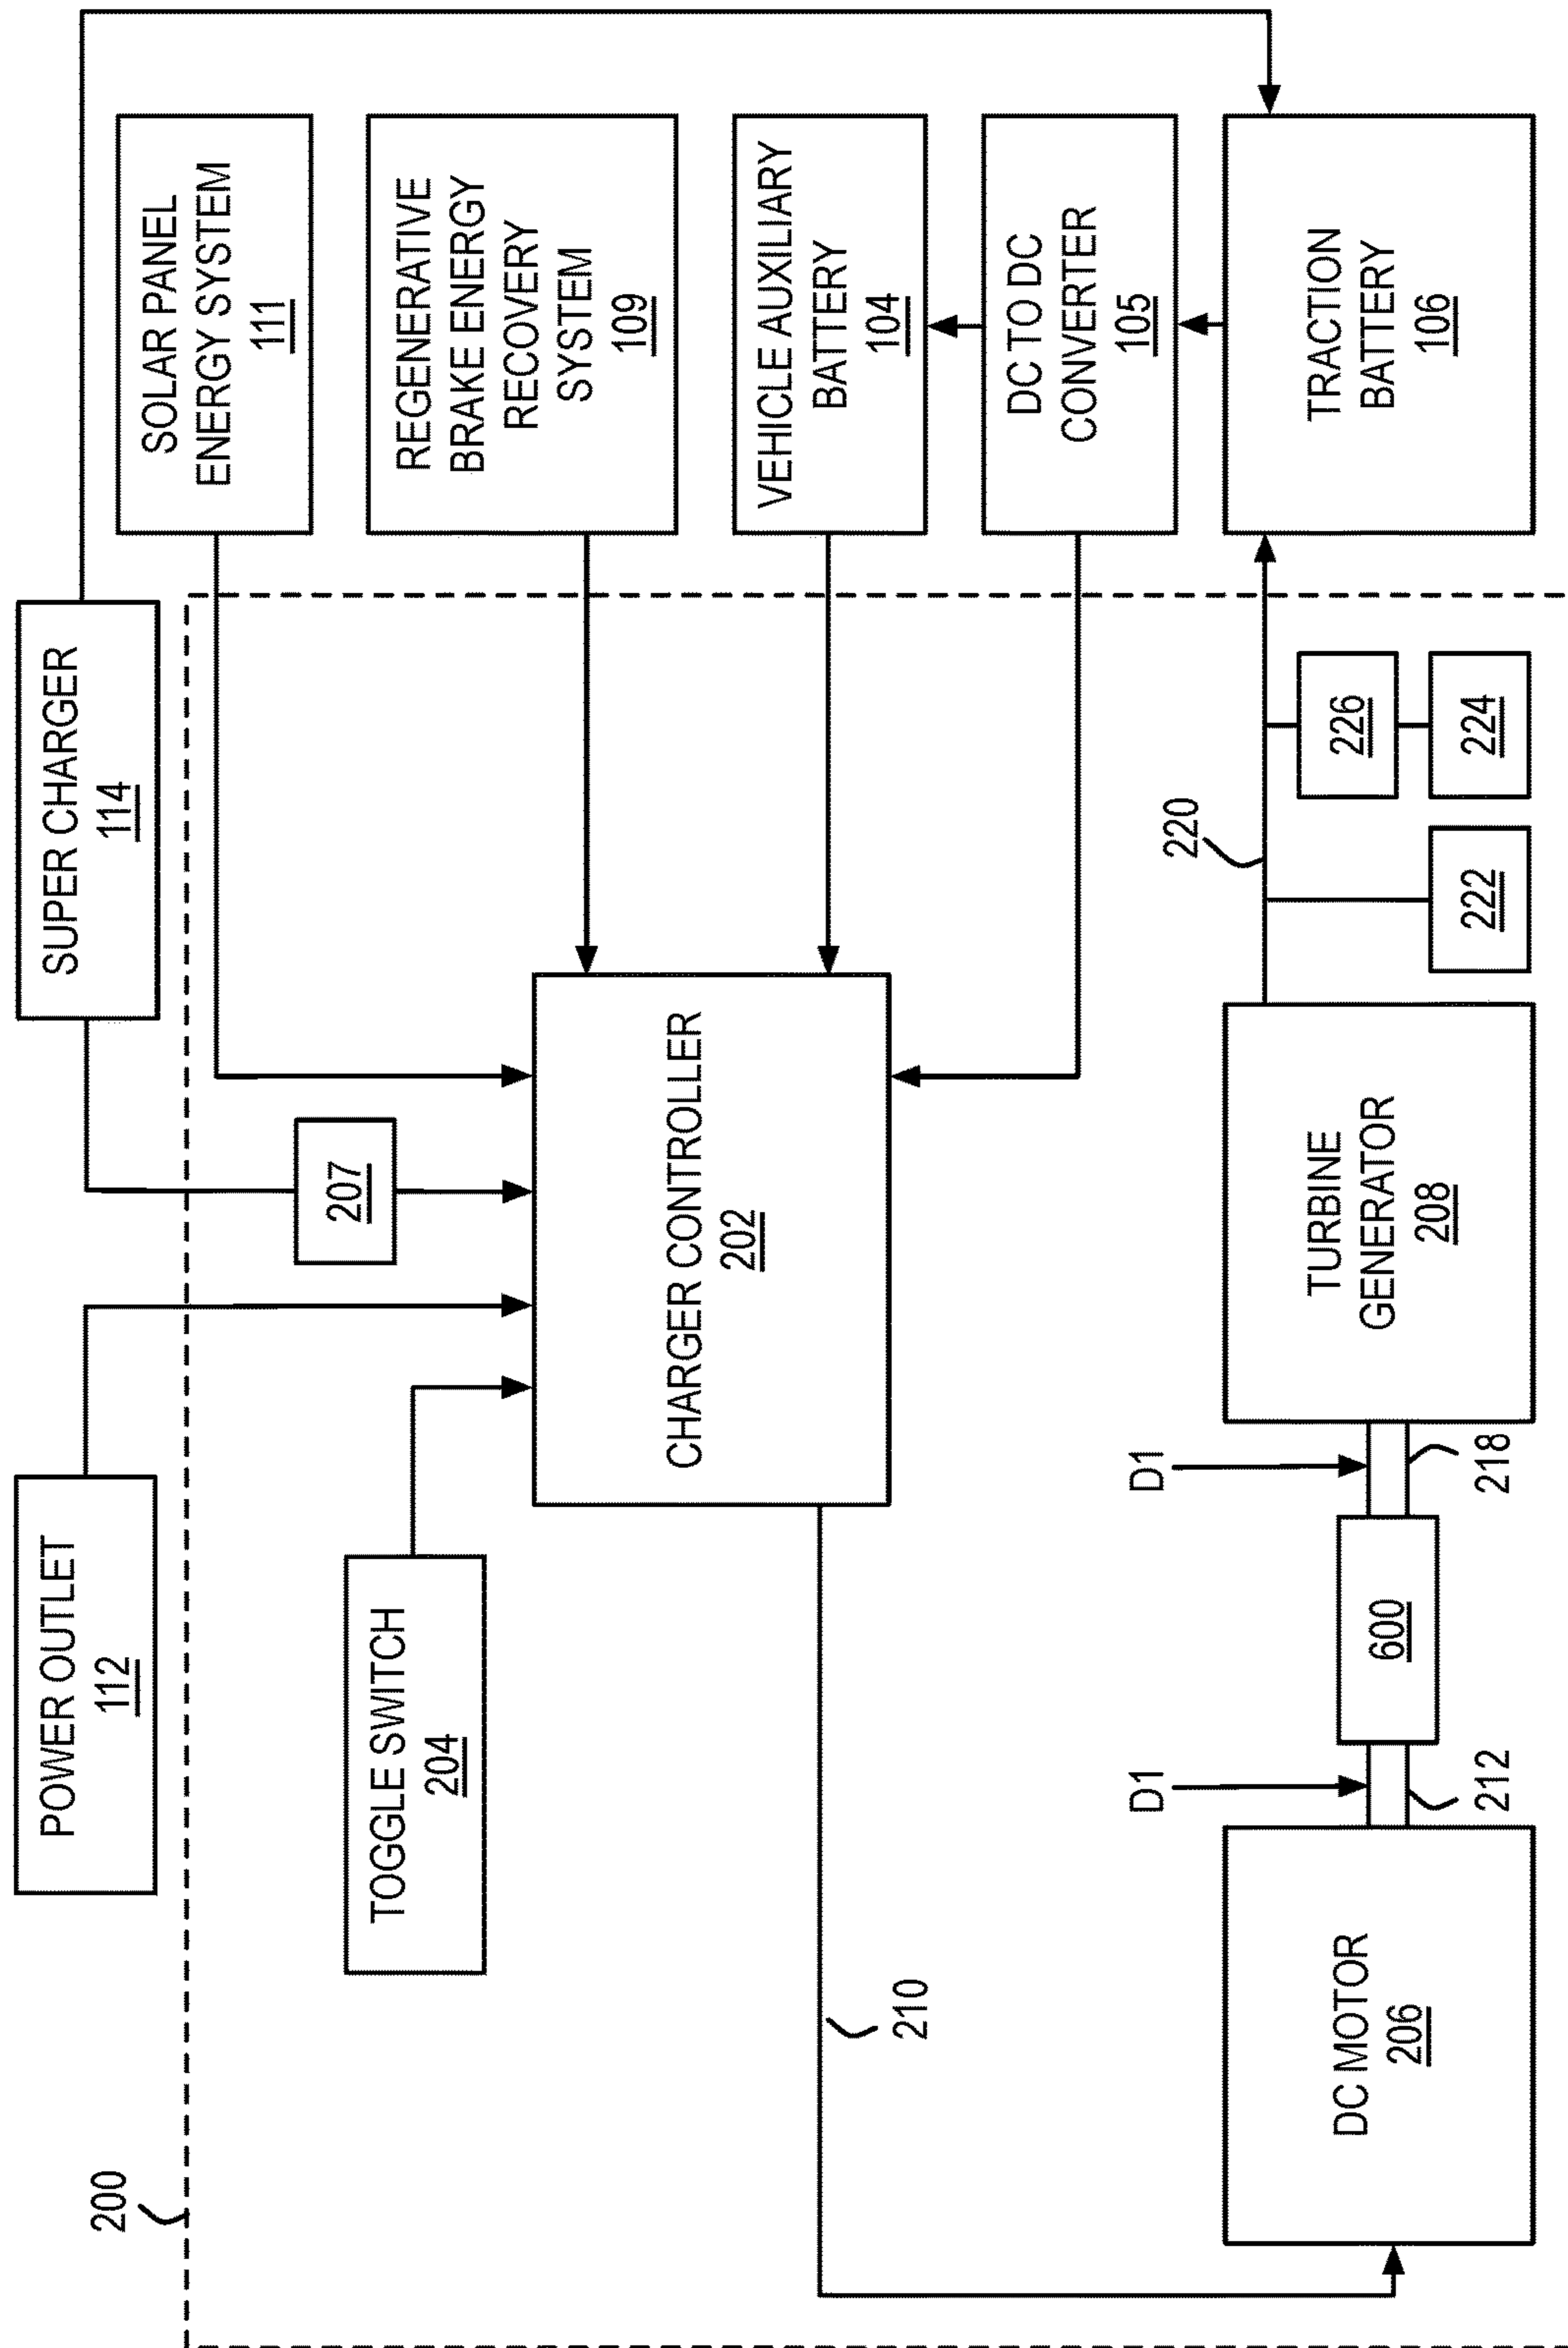 200
POWER OUTLET
112
SUPER CHARGER
114
TOGGLE SWITCH
204
207
SOLAR PANEL
ENERGY SYSTEM
111
REGENERATIVE
BRAKE ENERGY
RECOVERY
SYSTEM
109
CHARGER CONTROLLER
202
VEHICLE AUXILIARY
BATTERY
104
210
DC TO DC
CONVERTER
105
D1
D1
220
DC MOTOR
206
212
600
218
TURBINE
GENERATOR
208
222
226
224
TRACTION
BATTERY
106